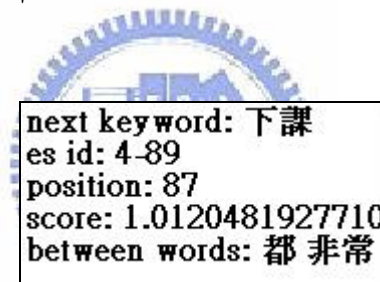 next keyword: 下課
es id: 4-89
position: 87
score: 1.0120481927710
between words: 都 非常